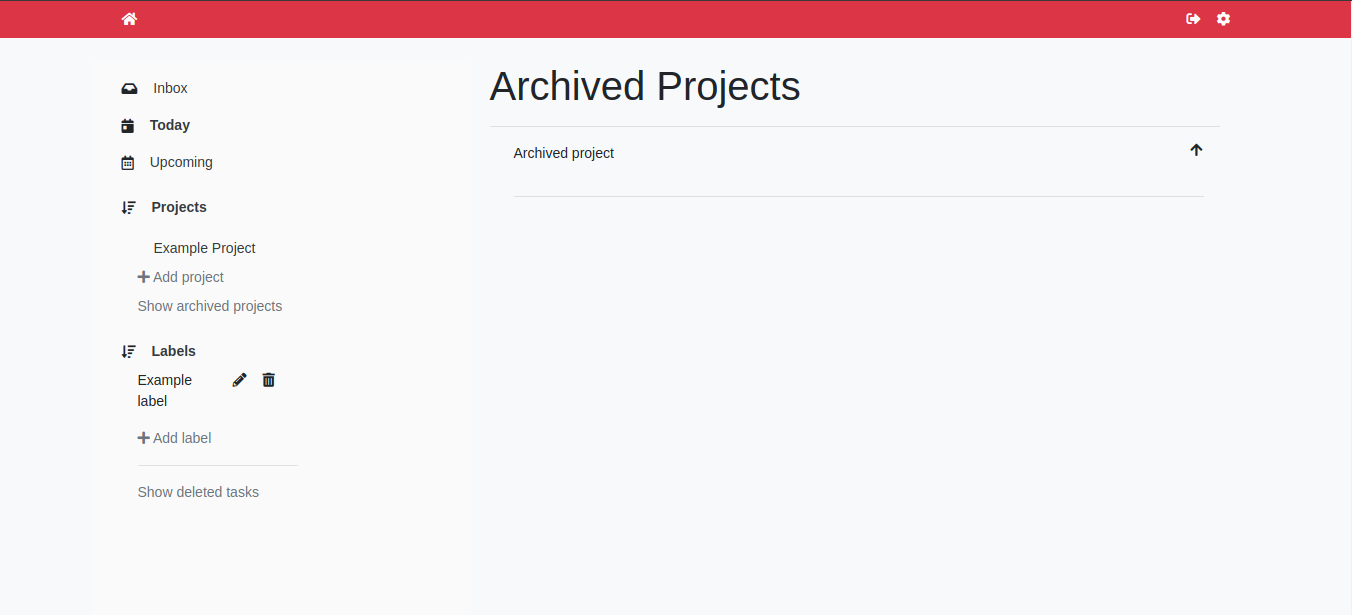 Inbox
Today
Upcoming
Projects
Example Project
Add project
Show archived projects
Labels
Example
label
Add label
Show deleted tasks
Archived Projects
Archived project